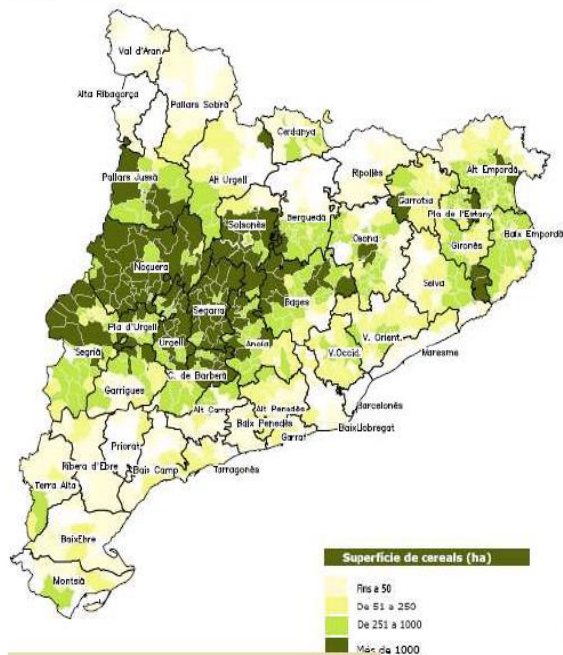 Val d'Aran
Alta Ribagorça
Pallars Sobirà
Cerdanya
Pallars Jussà
Alt Urgell
Ripollès
Alt Empordà
Garrotxa
Pla de l'Estany
Berguedà
Solsonès
Osona
Gironès
Baix Empordà
Noguera
Selva
Segarra
Bages
Pla d'Urgell
Urgell
Anoia
V. Orient.
V.Occid.
Maresme
Segrià
C. de Barberà
Garrigues
Alt Camp
Alt Penedès
Barcelonès
Baix Penedès
BaixLlobregat
Garraf
Priorat
Ribera d'Ebre
Baix Camp
Tarragonès
Terra Alta
BaixEbre
Montsià
Superfície de cereals (ha)
Fins a 50
De 51 a 250
De 251 a 1000
Més de 1000